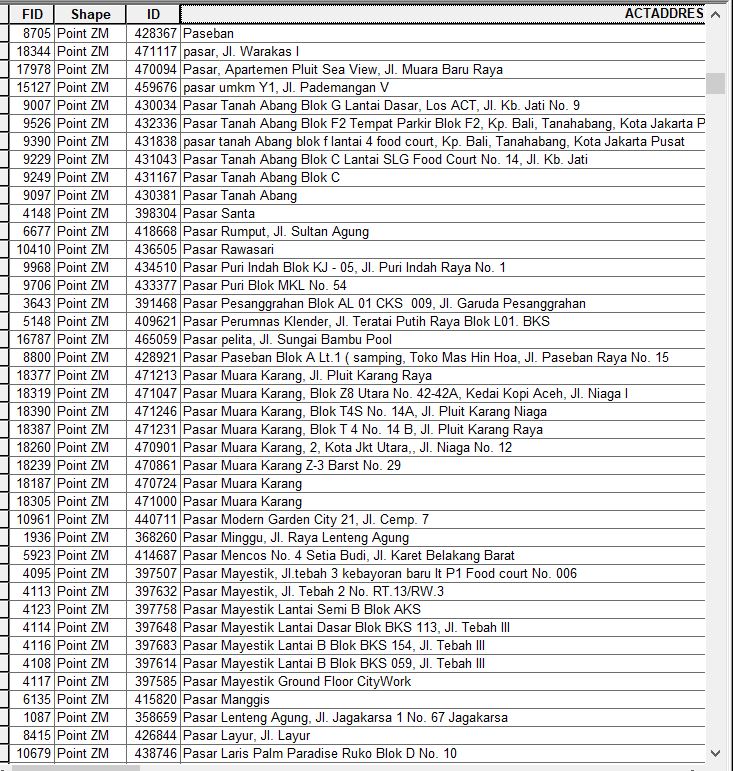 FID Shape ID ACTADDRES
8705 Point ZM 428367 Paseban
18344 Point ZM 471117 pasar, Jl. Warakas I
17978 Point ZM 470094 Pasar, Apartemen Pluit Sea View, Jl. Muara Baru Raya
15127 Point ZM 459676 pasar umkm Y1, Jl. Pademangan V
9007 Point ZM 430034 Pasar Tanah Abang Blok G Lantai Dasar, Los ACT, Jl. Kb. Jati No. 9
9526 Point ZM 432336 Pasar Tanah Abang Blok F2 Tempat Parkir Blok F2, Kp. Bali, Tanahabang, Kota Jakarta P
9390 Point ZM 431838 pasar tanah Abang blok f lantai 4 food court, Kp. Bali, Tanahabang, Kota Jakarta Pusat
9229 Point ZM 431043 Pasar Tanah Abang Blok C Lantai SLG Food Court No. 14, Jl. Kb. Jati
9249 Point ZM 431167 Pasar Tanah Abang Blok C
9097 Point ZM 430381 Pasar Tanah Abang
4148 Point ZM 398304 Pasar Santa
6677 Point ZM 418668 Pasar Rumput, Jl. Sultan Agung
10410 Point ZM 436505 Pasar Rawasari
9968 Point ZM 434510 Pasar Puri Indah Blok KJ - 05, Jl. Puri Indah Raya No. 1
9706 Point ZM 433377 Pasar Puri Blok MKL No. 54
3643 Point ZM 391468 Pasar Pesanggrahan Blok AL 01 CKS  009, Jl. Garuda Pesanggrahan
5148 Point ZM 409621 Pasar Perumnas Klender, Jl. Teratai Putih Raya Blok L01. BKS
16787 Point ZM 465059 Pasar pelita, Jl. Sungai Bambu Pool
8800 Point ZM 428921 Pasar Paseban Blok A Lt.1 ( samping, Toko Mas Hin Hoa, Jl. Paseban Raya No. 15
18377 Point ZM 471213 Pasar Muara Karang, Jl. Pluit Karang Raya
18319 Point ZM 471047 Pasar Muara Karang, Blok Z8 Utara No. 42-42A, Kedai Kopi Aceh, Jl. Niaga I
18390 Point ZM 471246 Pasar Muara Karang, Blok T4S No. 14A, Jl. Pluit Karang Niaga
18387 Point ZM 471231 Pasar Muara Karang, Blok T 4 No. 14 B, Jl. Pluit Karang Raya
18260 Point ZM 470901 Pasar Muara Karang, 2, Kota Jkt Utara,, Jl. Niaga No. 12
18239 Point ZM 470861 Pasar Muara Karang Z-3 Barst No. 29
18187 Point ZM 470724 Pasar Muara Karang
18305 Point ZM 471000 Pasar Muara Karang
10961 Point ZM 440711 Pasar Modern Garden City 21, Jl. Cemp. 7
1936 Point ZM 368260 Pasar Minggu, Jl. Raya Lenteng Agung
5923 Point ZM 414687 Pasar Mencos No. 4 Setia Budi, Jl. Karet Belakang Barat
4095 Point ZM 397507 Pasar Mayestik, Jl.tebah 3 kebayoran baru lt P1 Food court No. 006
4113 Point ZM 397632 Pasar Mayestik, Jl. Tebah 2 No. RT.13/RW.3
4123 Point ZM 397758 Pasar Mayestik Lantai Semi B Blok AKS
4114 Point ZM 397648 Pasar Mayestik Lantai Dasar Blok BKS 113, Jl. Tebah III
4116 Point ZM 397683 Pasar Mayestik Lantai B Blok BKS 154, Jl. Tebah III
4108 Point ZM 397614 Pasar Mayestik Lantai B Blok BKS 059, Jl. Tebah III
4117 Point ZM 397585 Pasar Mayestik Ground Floor CityWork
6135 Point ZM 415820 Pasar Manggis
1087 Point ZM 358659 Pasar Lenteng Agung, Jl. Jagakarsa 1 No. 67 Jagakarsa
8415 Point ZM 426844 Pasar Layur, Jl. Layur
10679 Point ZM 438746 Pasar Laris Palm Paradise Ruko Blok D No. 10